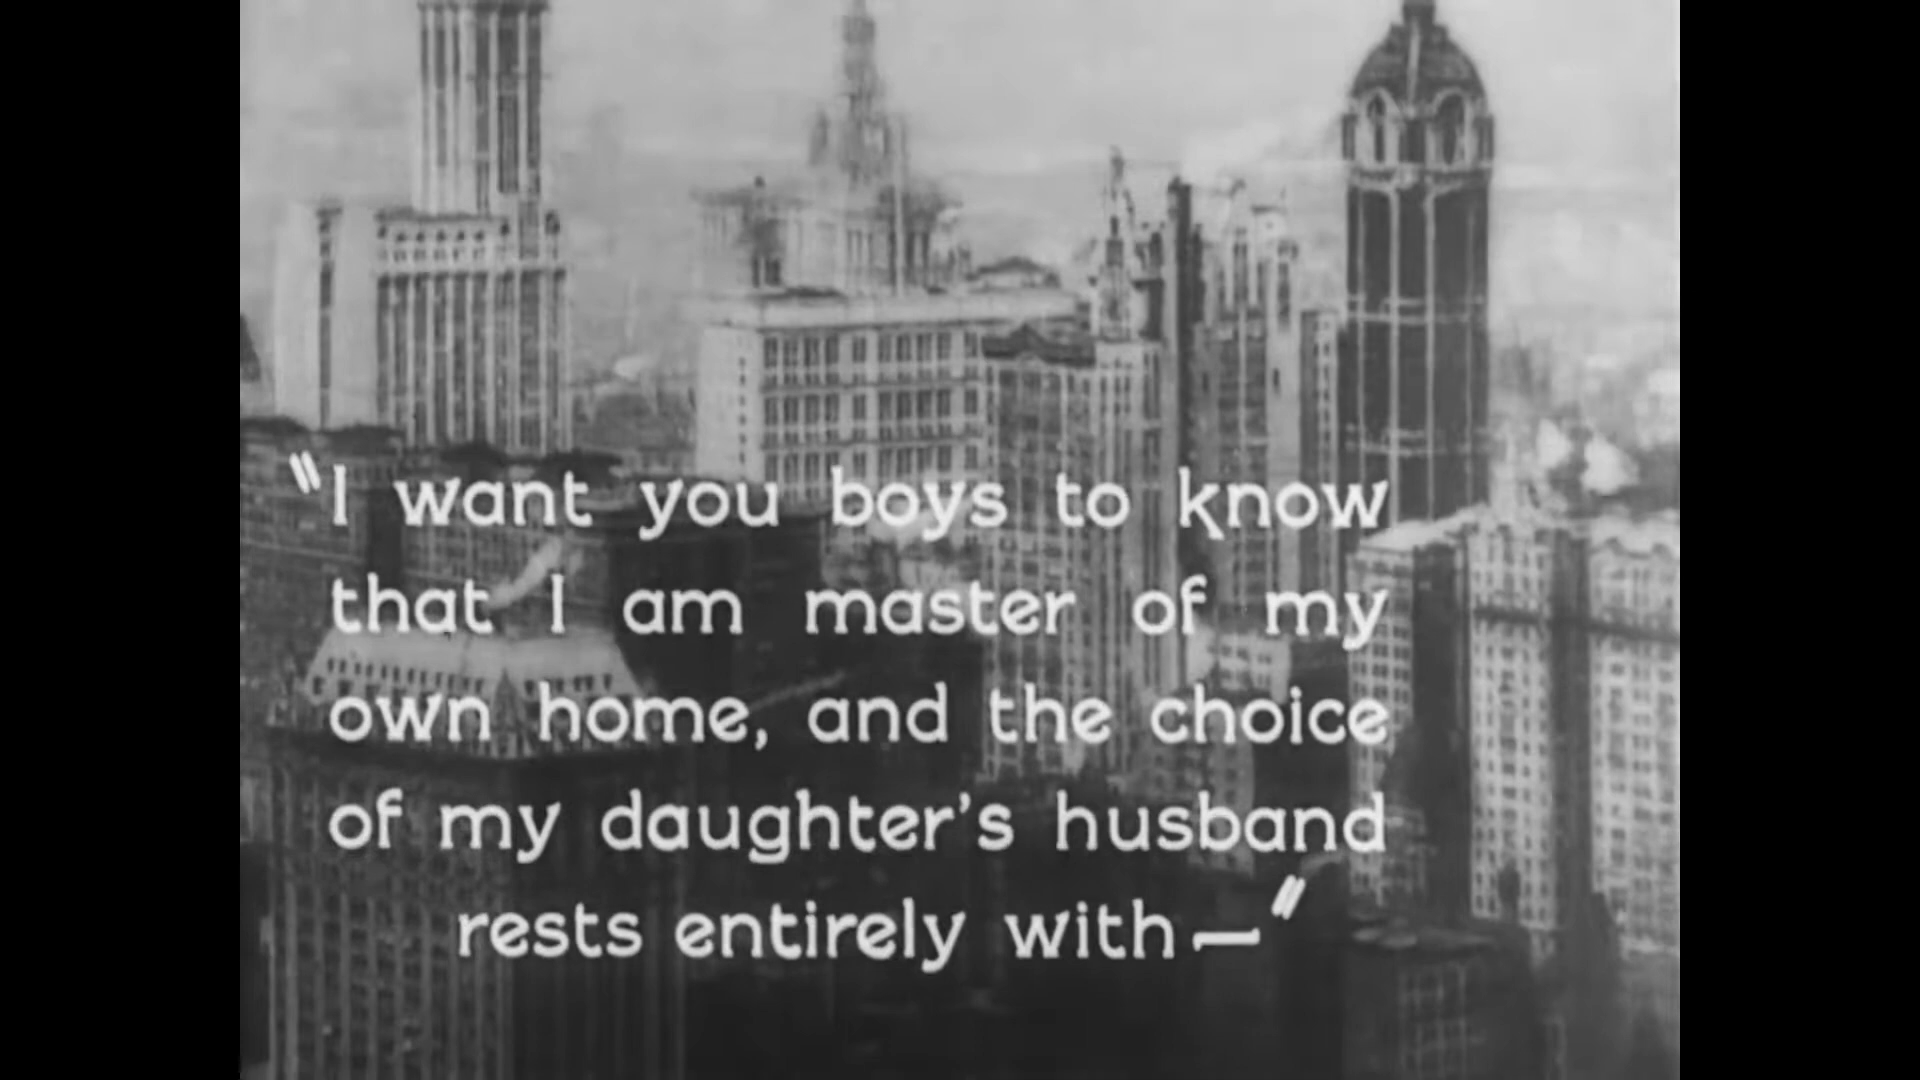 "I want you boys to know
that I am master of my
own home, and the choice
of my daughter's husband
rests entirely with—"